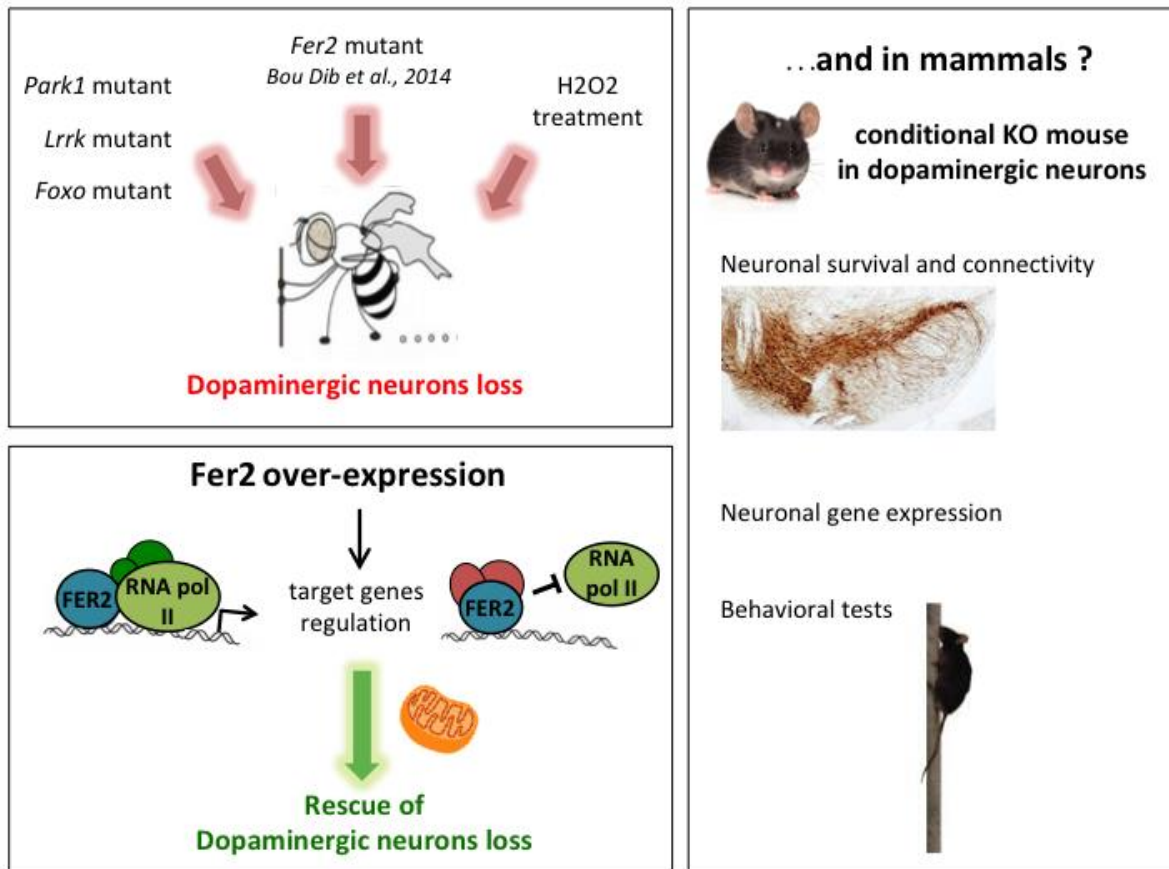 Fer2 mutant
Bou Dib et al., 2014
Park1 mutant
Lrrk mutant
Foxo mutant
H2O2
treatment
Dopaminergic neurons loss
Fer2 over-expression
FER2
RNA pol
II
target genes
regulation
FER2
RNA
pol II
Rescue of
Dopaminergic neurons loss
...and in mammals ?
conditional KO mouse
in dopaminergic neurons
Neuronal survival and connectivity
Neuronal gene expression
Behavioral tests